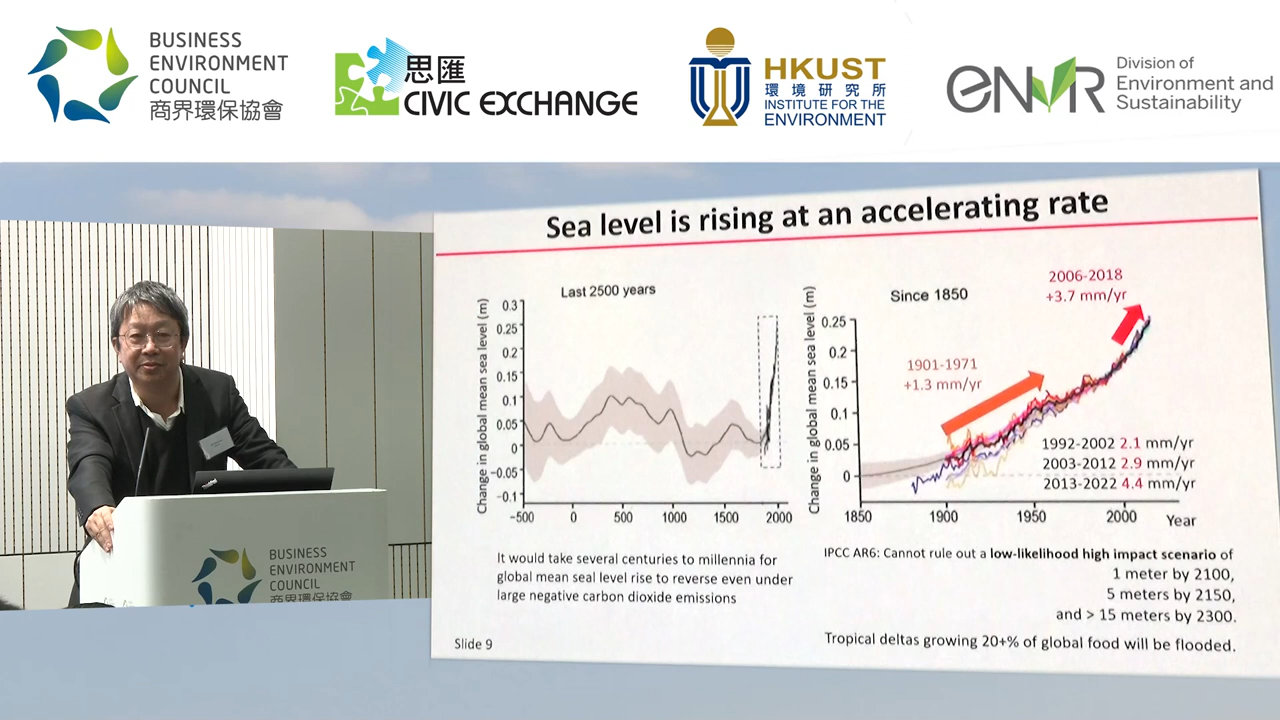 BUSINESS
ENVIRONMENT
COUNCIL
商界環保協會
思匯
CIVIC EXCHANGE
HKUST
環境研究所
INSTITUTE FOR THE
ENVIRONMENT
ENVR
Division of
Environment and
Sustainability
Sea level is rising at an accelerating rate
Last 2500 years
Change in global mean sea level (m)
0.3
0.25
0.2
0.15
0.10
0.05
0
−0.05
−0.1
−500
0
500
1000
1500
2000
It would take several centuries to millennia for
global mean seal level rise to reverse even under
large negative carbon dioxide emissions
Slide 9
Since 1850
2006-2018
+3.7 mm/yr
1901-1971
+1.3 mm/yr
Change in global mean sea level (m)
0.25
0.2
0.15
0.1
0.05
0
1992-2002 2.1 mm/yr
2003-2012 2.9 mm/yr
2013-2022 4.4 mm/yr
1850
1900
1950
2000
Year
IPCC AR6: Cannot rule out a low-likelihood high impact scenario of
1 meter by 2100,
5 meters by 2150,
and > 15 meters by 2300.
Tropical deltas growing 20+% of global food will be flooded.
BUSINESS
ENVIRONMENT
COUNCIL
商界環保協會